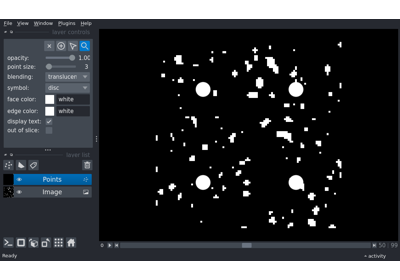 File View Window Plugins Help
layer controls
opacity: 1.00
point size: 3
blending: translucen
symbol: disc
face color: white
edge color: white
display text:
out of slice:
layer list
Points
Image
0 50 99
Ready activity